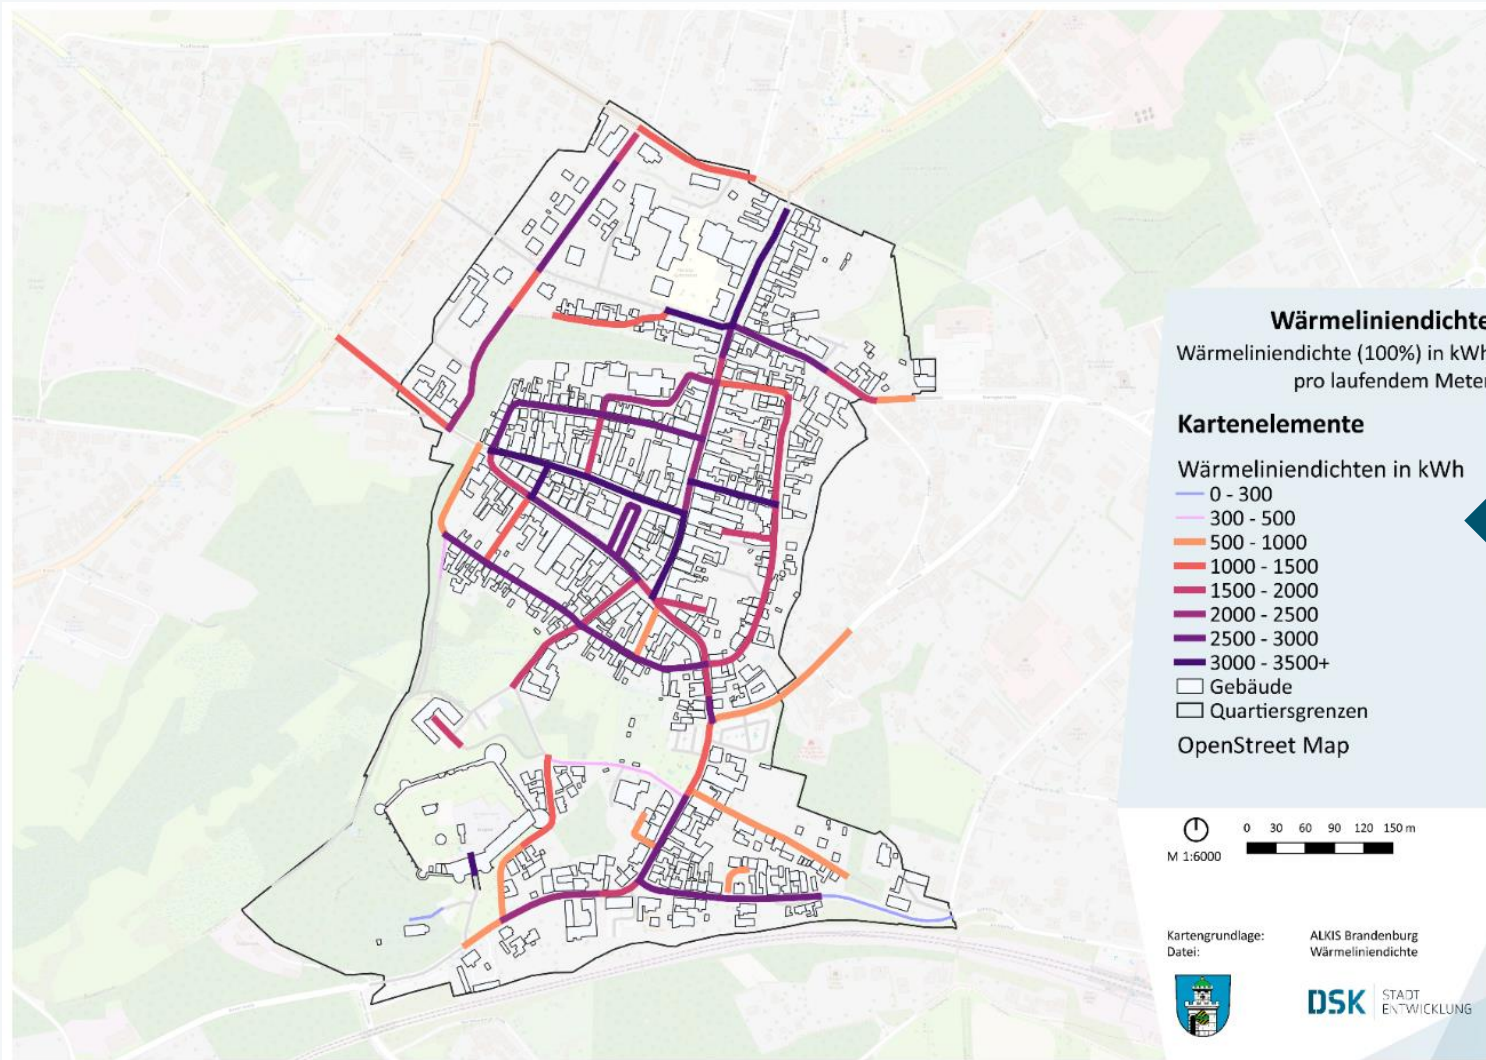 Wärmeliniendichte
Wärmeliniendichte (100%) in kWh
pro laufendem Meter
Kartenelemente
Wärmeliniendichten in kWh
0 - 300
300 - 500
500 - 1000
1000 - 1500
1500 - 2000
2000 - 2500
2500 - 3000
3000 - 3500+
Gebäude
Quartiersgrenzen
OpenStreet Map
0 30 60 90 120 150 m
M 1:6000
Kartengrundlage: ALKIS Brandenburg
Datei: Wärmeliniendichte
DSK STADT
ENTWICKLUNG